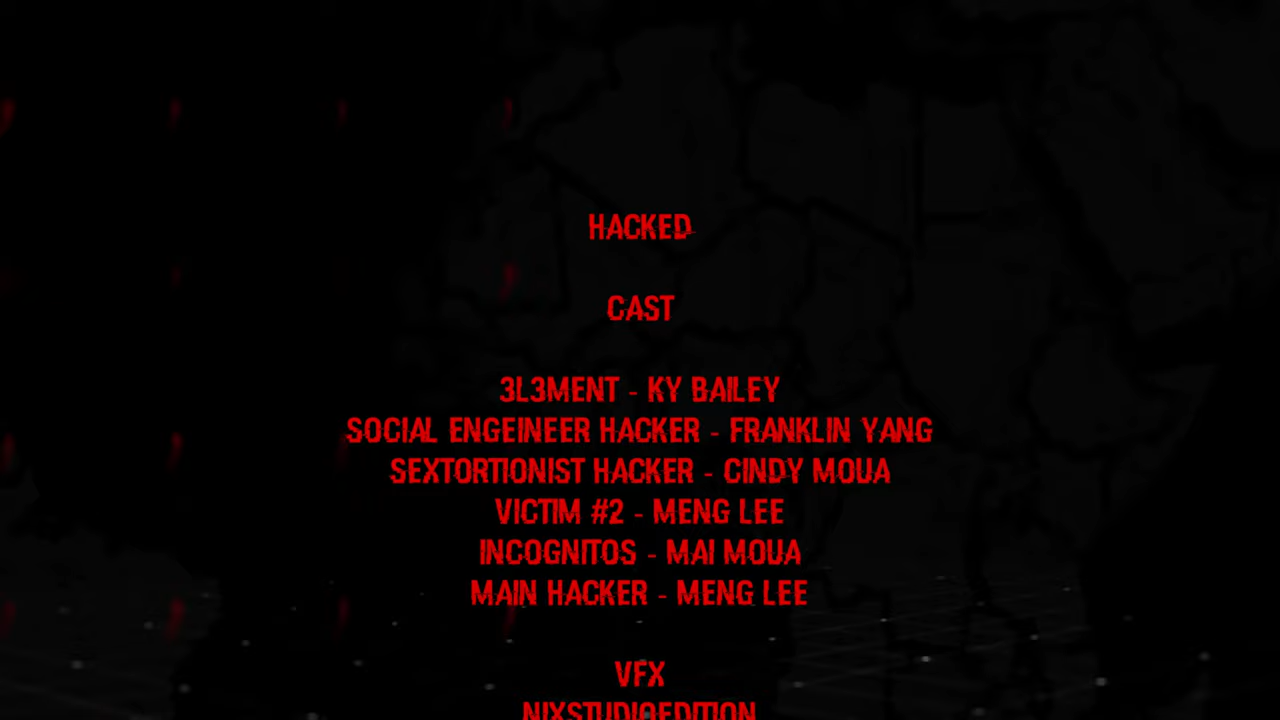 HACKED
CAST
3L3MENT - KY BAILEY
SOCIAL ENGEINEER HACKER - FRANKLIN YANG
SEXTORTIONIST HACKER - CINDY MOUA
VICTIM #2 - MENG LEE
INCOGNITOS - MAI MOUA
MAIN HACKER - MENG LEE
VFX
NIXSTUDIOEDITION